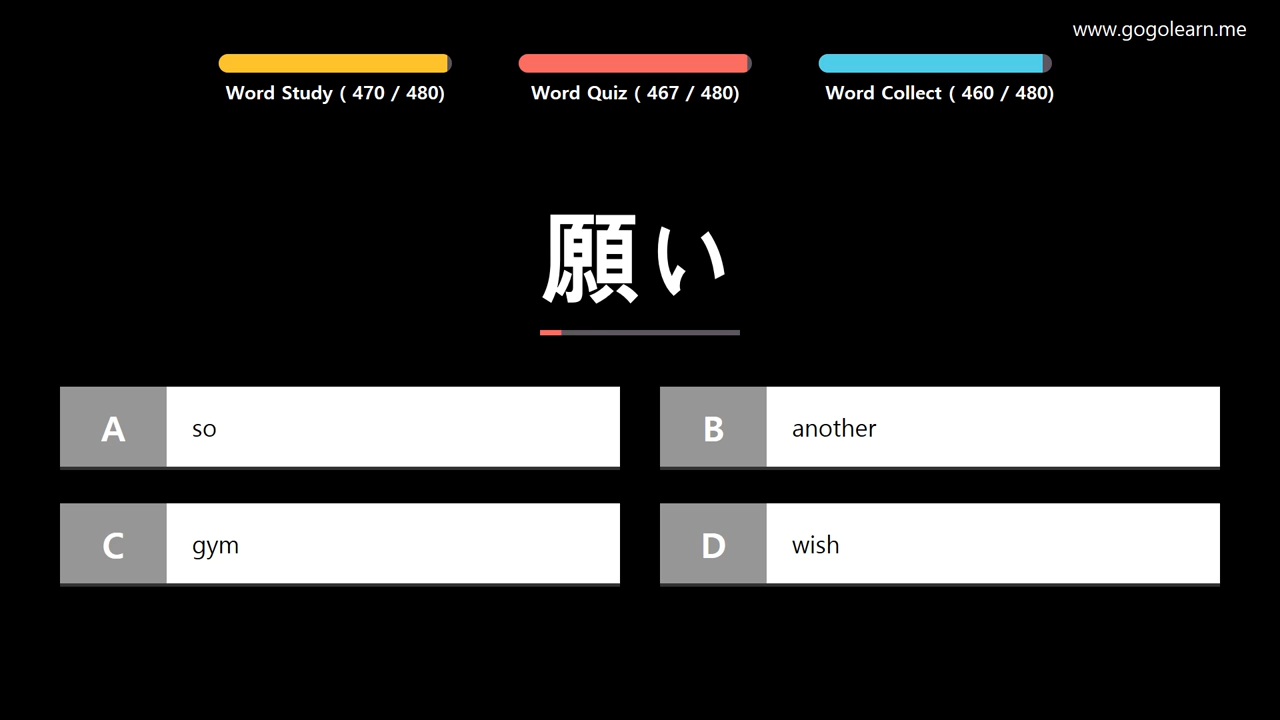 www.gogolearn.me
Word Study ( 470 / 480)
Word Quiz ( 467 / 480)
Word Collect ( 460 / 480)
願い
A so
B another
C gym
D wish